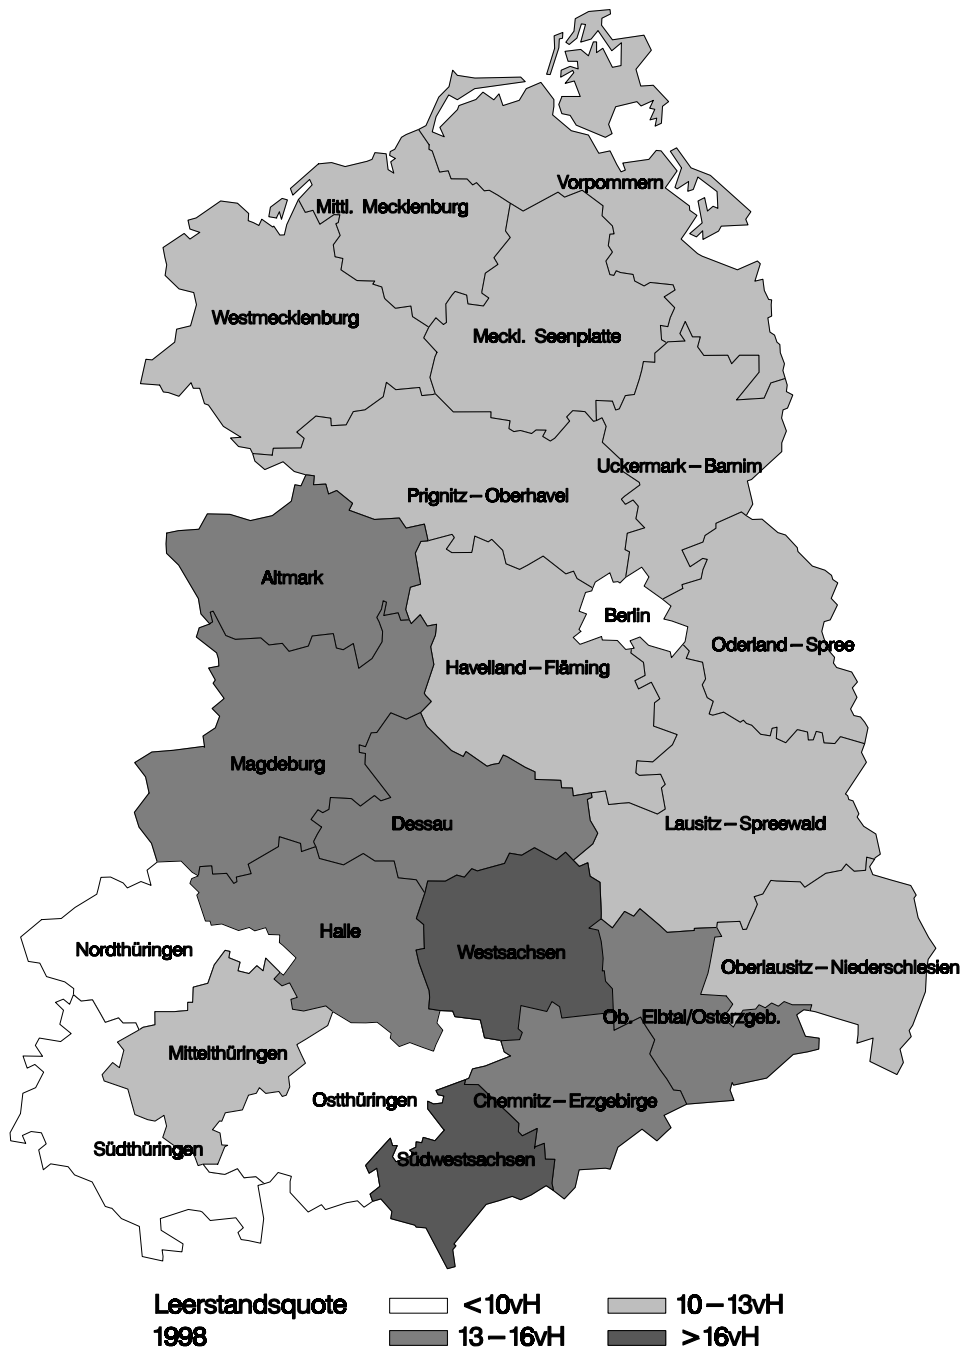 Vorpommern
Mittl. Mecklenburg
Westmecklenburg
Meckl. Seenplatte
Uckermark – Barnim
Prignitz – Oberhavel
Altmark
Berlin
Oderland – Spree
Havelland – Fläming
Magdeburg
Dessau
Lausitz – Spreewald
Halle
Nordthüringen
Westsachsen
Oberlausitz – Niederschlesien
Ob. Elbtal/Osterzgeb.
Mittelthüringen
Ostthüringen
Chemnitz – Erzgebirge
Südthüringen
Südwestsachsen
Leerstandsquote <10vH 10 – 13vH
1998 13 – 16vH >16vH